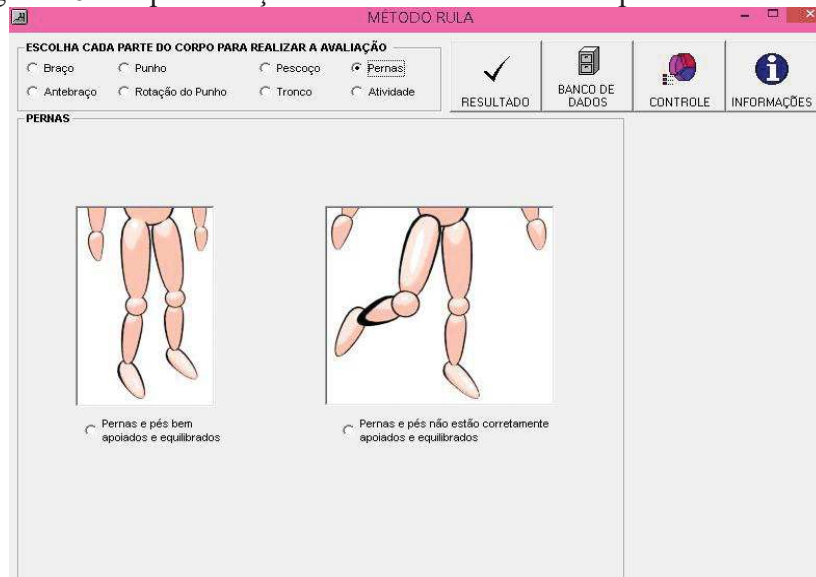 MÉTODO RULA
ESCOLHA CADA PARTE DO CORPO PARA REALIZAR A AVALIAÇÃO
Braço Punho Pescoço Pernas
Antebraço Rotação do Punho Tronco Atividade
RESULTADO
BANCO DE
DADOS
CONTROLE
INFORMAÇÕES
PERNAS
Pernas e pés bem
apoiados e equilibrados
Pernas e pés não estão corretamente
apoiados e equilibrados